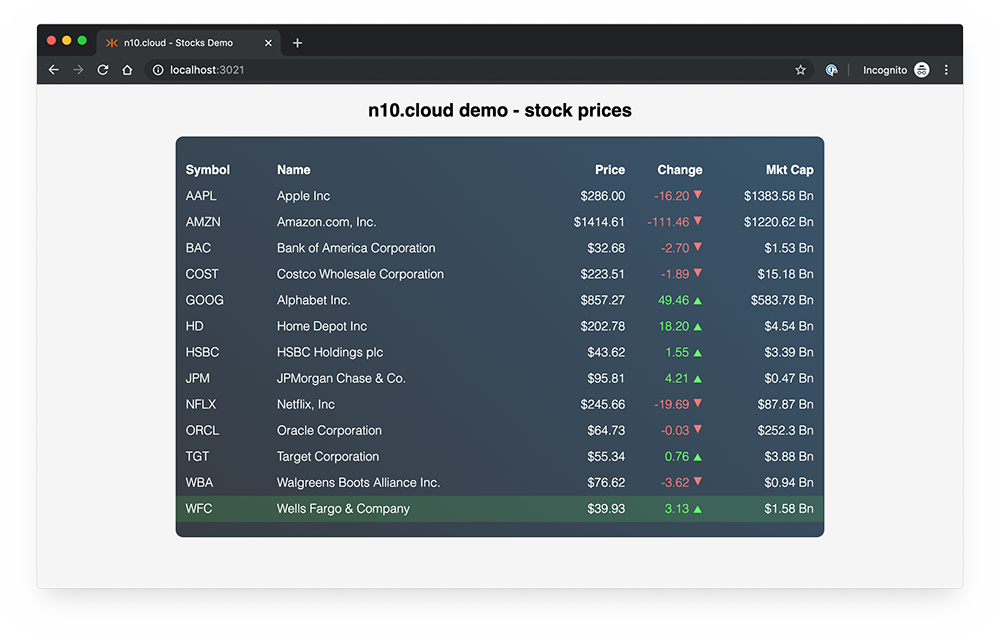 n10.cloud - Stocks Demo
localhost:3021
Incognito
n10.cloud demo - stock prices
Symbol Name Price Change Mkt Cap
AAPL Apple Inc $286.00 -16.20 ▼ $1383.58 Bn
AMZN Amazon.com, Inc. $1414.61 -111.46 ▼ $1220.62 Bn
BAC Bank of America Corporation $32.68 -2.70 ▼ $1.53 Bn
COST Costco Wholesale Corporation $223.51 -1.89 ▼ $15.18 Bn
GOOG Alphabet Inc. $857.27 49.46 ▲ $583.78 Bn
HD Home Depot Inc $202.78 18.20 ▲ $4.54 Bn
HSBC HSBC Holdings plc $43.62 1.55 ▲ $3.39 Bn
JPM JPMorgan Chase & Co. $95.81 4.21 ▲ $0.47 Bn
NFLX Netflix, Inc $245.66 -19.69 ▼ $87.87 Bn
ORCL Oracle Corporation $64.73 -0.03 ▼ $252.3 Bn
TGT Target Corporation $55.34 0.76 ▲ $3.88 Bn
WBA Walgreens Boots Alliance Inc. $76.62 -3.62 ▼ $0.94 Bn
WFC Wells Fargo & Company $39.93 3.13 ▲ $1.58 Bn